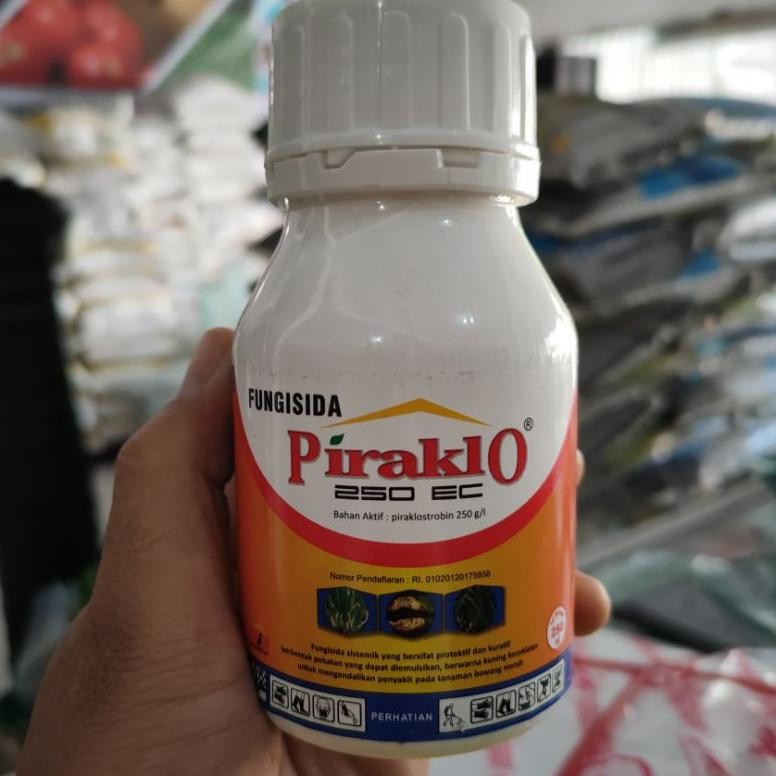 FUNGISIDA
Piraklo®
250 EC
Bahan Aktif : piraklostrobin 250 g/l
Nomor Pendaftaran : RI. 01020120175858
Fungisida sistemik yang bersifat protektif dan kuratif
berbentuk pekatan yang dapat diemulsikan, berwarna kuning kecoklatan
untuk mengendalikan penyakit pada tanaman bawang merah
250
PERHATIAN